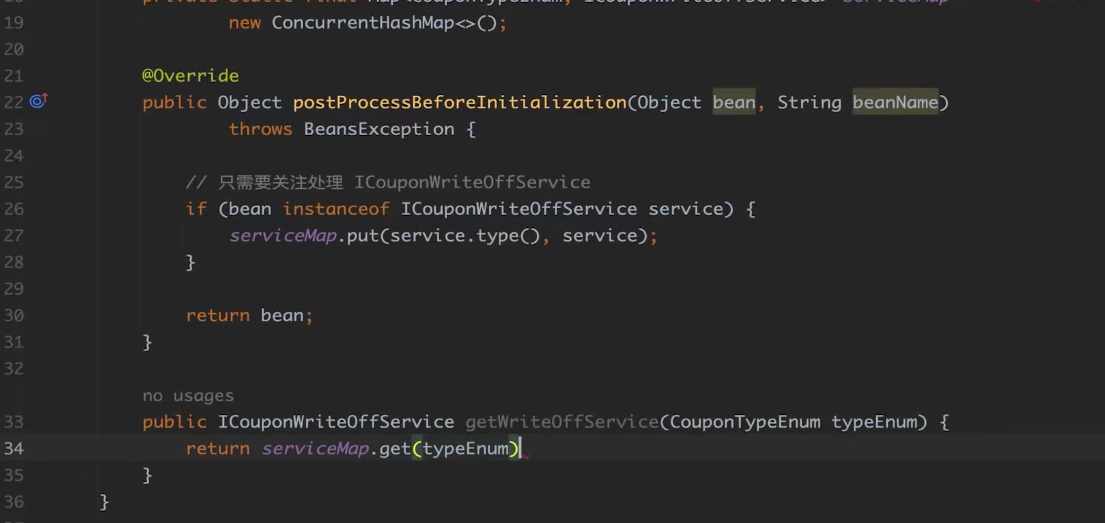 19 new ConcurrentHashMap<>();
20
21 @Override
22 public Object postProcessBeforeInitialization(Object bean, String beanName)
23 throws BeansException {
24
25 // 只需要关注处理 ICouponWriteOffService
26 if (bean instanceof ICouponWriteOffService service) {
27 serviceMap.put(service.type(), service);
28 }
29
30 return bean;
31 }
32
no usages
33 public ICouponWriteOffService getWriteOffService(CouponTypeEnum typeEnum) {
34 return serviceMap.get(typeEnum)
35 }
36 }